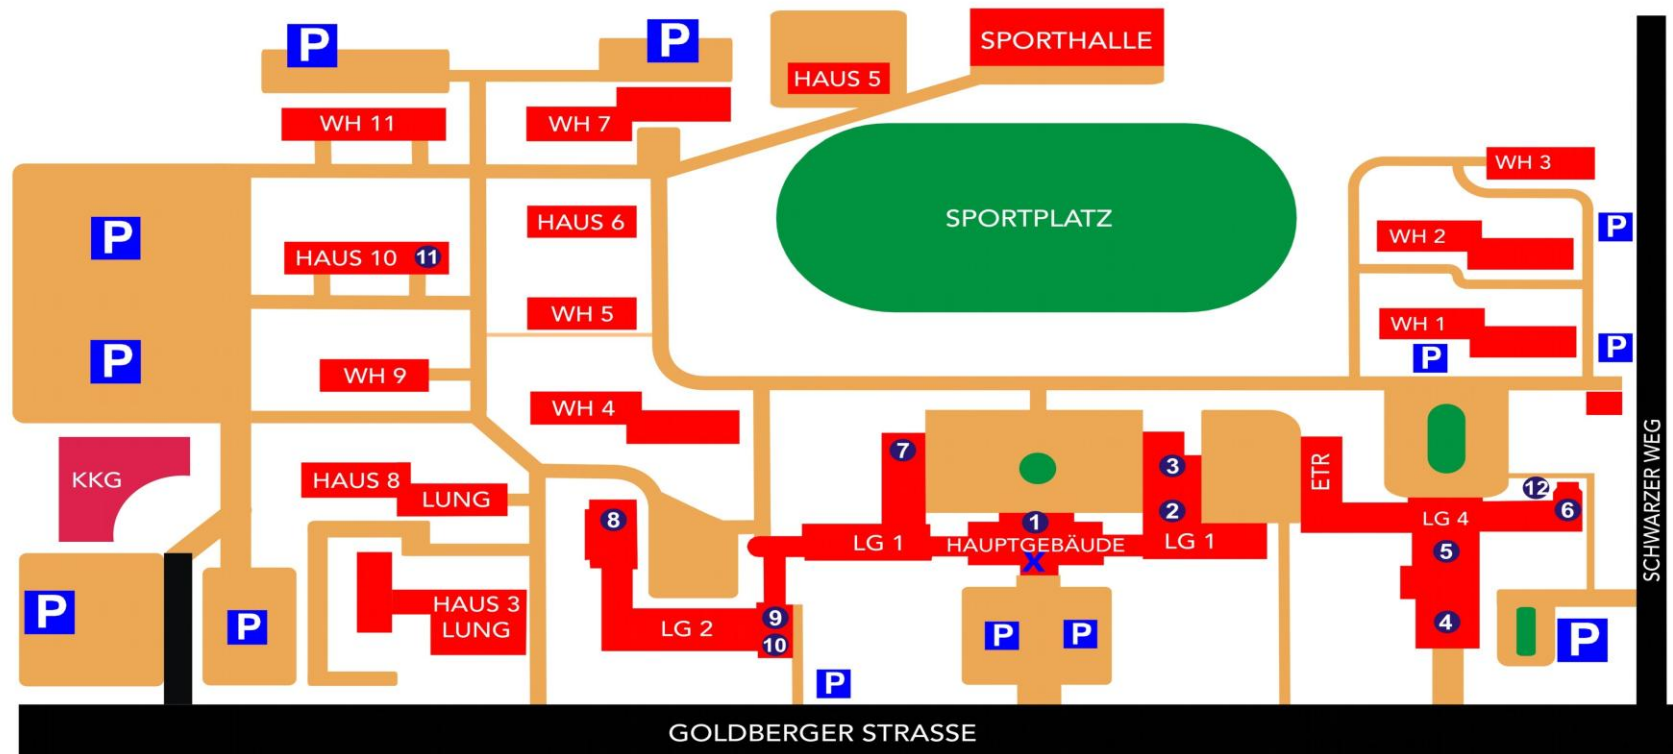 P
P
SPORTHALLE
HAUS 5
WH 11
WH 7
WH 3
P
HAUS 6
SPORTPLATZ
P
WH 2
HAUS 10
11
WH 5
WH 1
P
P
P
WH 9
WH 4
KKG
HAUS 8
LUNG
7
3
ETR
12
6
8
1
2
LG 4
LG 1
HAUPTGEBÄUDE
LG 1
X
5
SCHWARZER WEG
P
P
HAUS 3
LUNG
LG 2
9
10
P
P
4
P
P
GOLDBERGER STRASSE